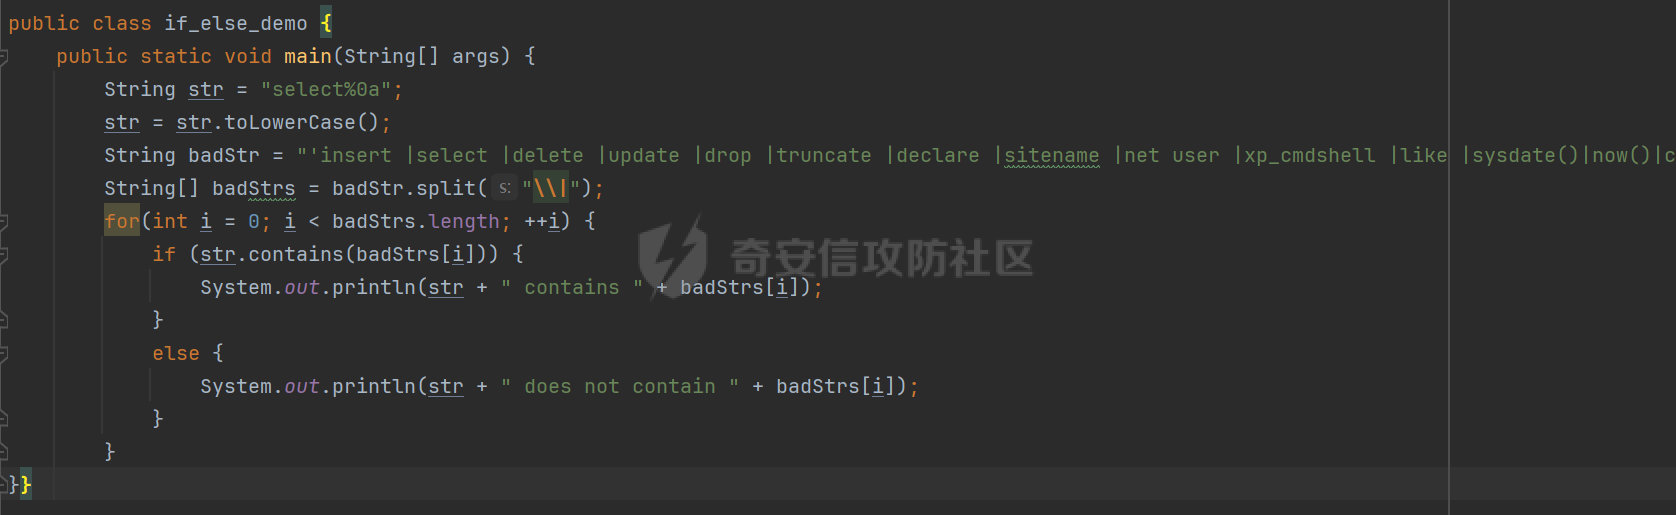 public class if_else_demo {
    public static void main(String[] args) {
        String str = "select%0a";
        str = str.toLowerCase();
        String badStr = "'insert |select |delete |update |drop |truncate |declare |sitename |net user |xp_cmdshell |like |sysdate()|now()|c
        String[] badStrs = badStr.split( s: "\\|");
        for(int i = 0; i < badStrs.length; ++i) {
            if (str.contains(badStrs[i])) {
                System.out.println(str + " contains " + badStrs[i]);
            }
            else {
                System.out.println(str + " does not contain " + badStrs[i]);
            }
        }
}}
奇安信攻防社区